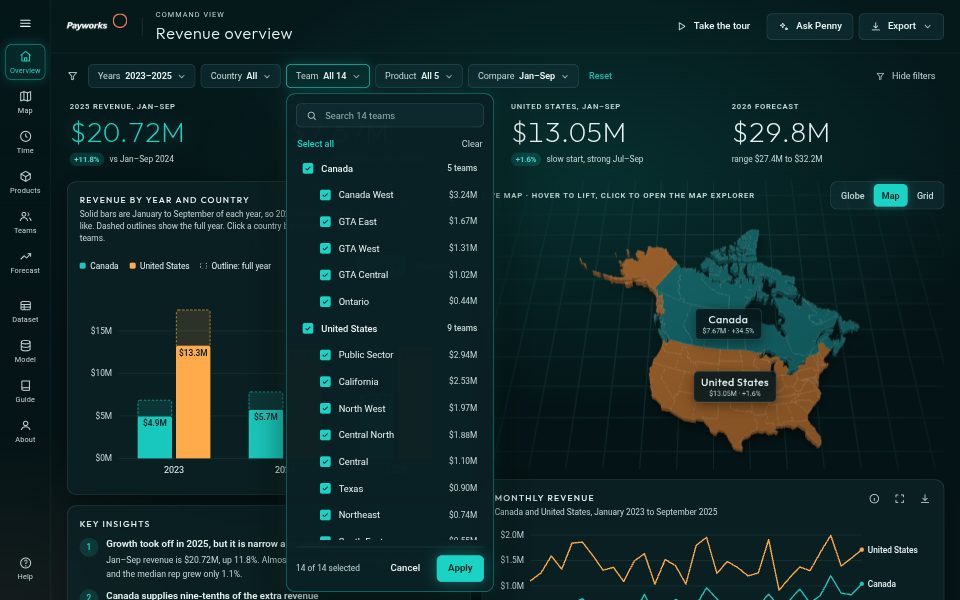 Payworks
COMMAND VIEW
Revenue overview
Take the tour
Ask Penny
Export
Overview
Map
Time
Products
Teams
Forecast
Dataset
Model
Guide
About
Help
Years 2023–2025
Country All
Team All 14
Product All 5
Compare Jan–Sep
Reset
Hide filters
2025 REVENUE, JAN–SEP
$20.72M
+11.8% vs Jan–Sep 2024
UNITED STATES, JAN–SEP
$13.05M
+1.6% slow start, strong Jul–Sep
2026 FORECAST
$29.8M
range $27.4M to $32.2M
Search 14 teams
Select all
Clear
Canada 5 teams
Canada West $3.24M
GTA East $1.67M
GTA West $1.31M
GTA Central $1.02M
Ontario $0.44M
United States 9 teams
Public Sector $2.94M
California $2.53M
North West $1.97M
Central North $1.88M
Central $1.10M
Texas $0.90M
Northeast $0.74M
14 of 14 selected
Cancel
Apply
REVENUE BY YEAR AND COUNTRY
Solid bars are January to September of each year, so
like. Dashed outlines show the full year. Click a country
teams.
Canada
United States
Outline: full year
$15M
$10M
$5M
$0M
$4.9M
$13.3M
$5.7M
2023
KEY INSIGHTS
1 Growth took off in 2025, but it is narrow
Jan–Sep revenue is $20.72M, up 11.8%.
and the median rep grew only 1.1%.
2 Canada supplies nine-tenths of the extra revenue
MAP · HOVER TO LIFT, CLICK TO OPEN THE MAP EXPLORER
Globe
Map
Grid
Canada
$7.67M · +34.5%
United States
$13.05M · +1.6%
MONTHLY REVENUE
Canada and United States, January 2023 to September 2025
$2.0M
$1.5M
$1.0M
United States
Canada